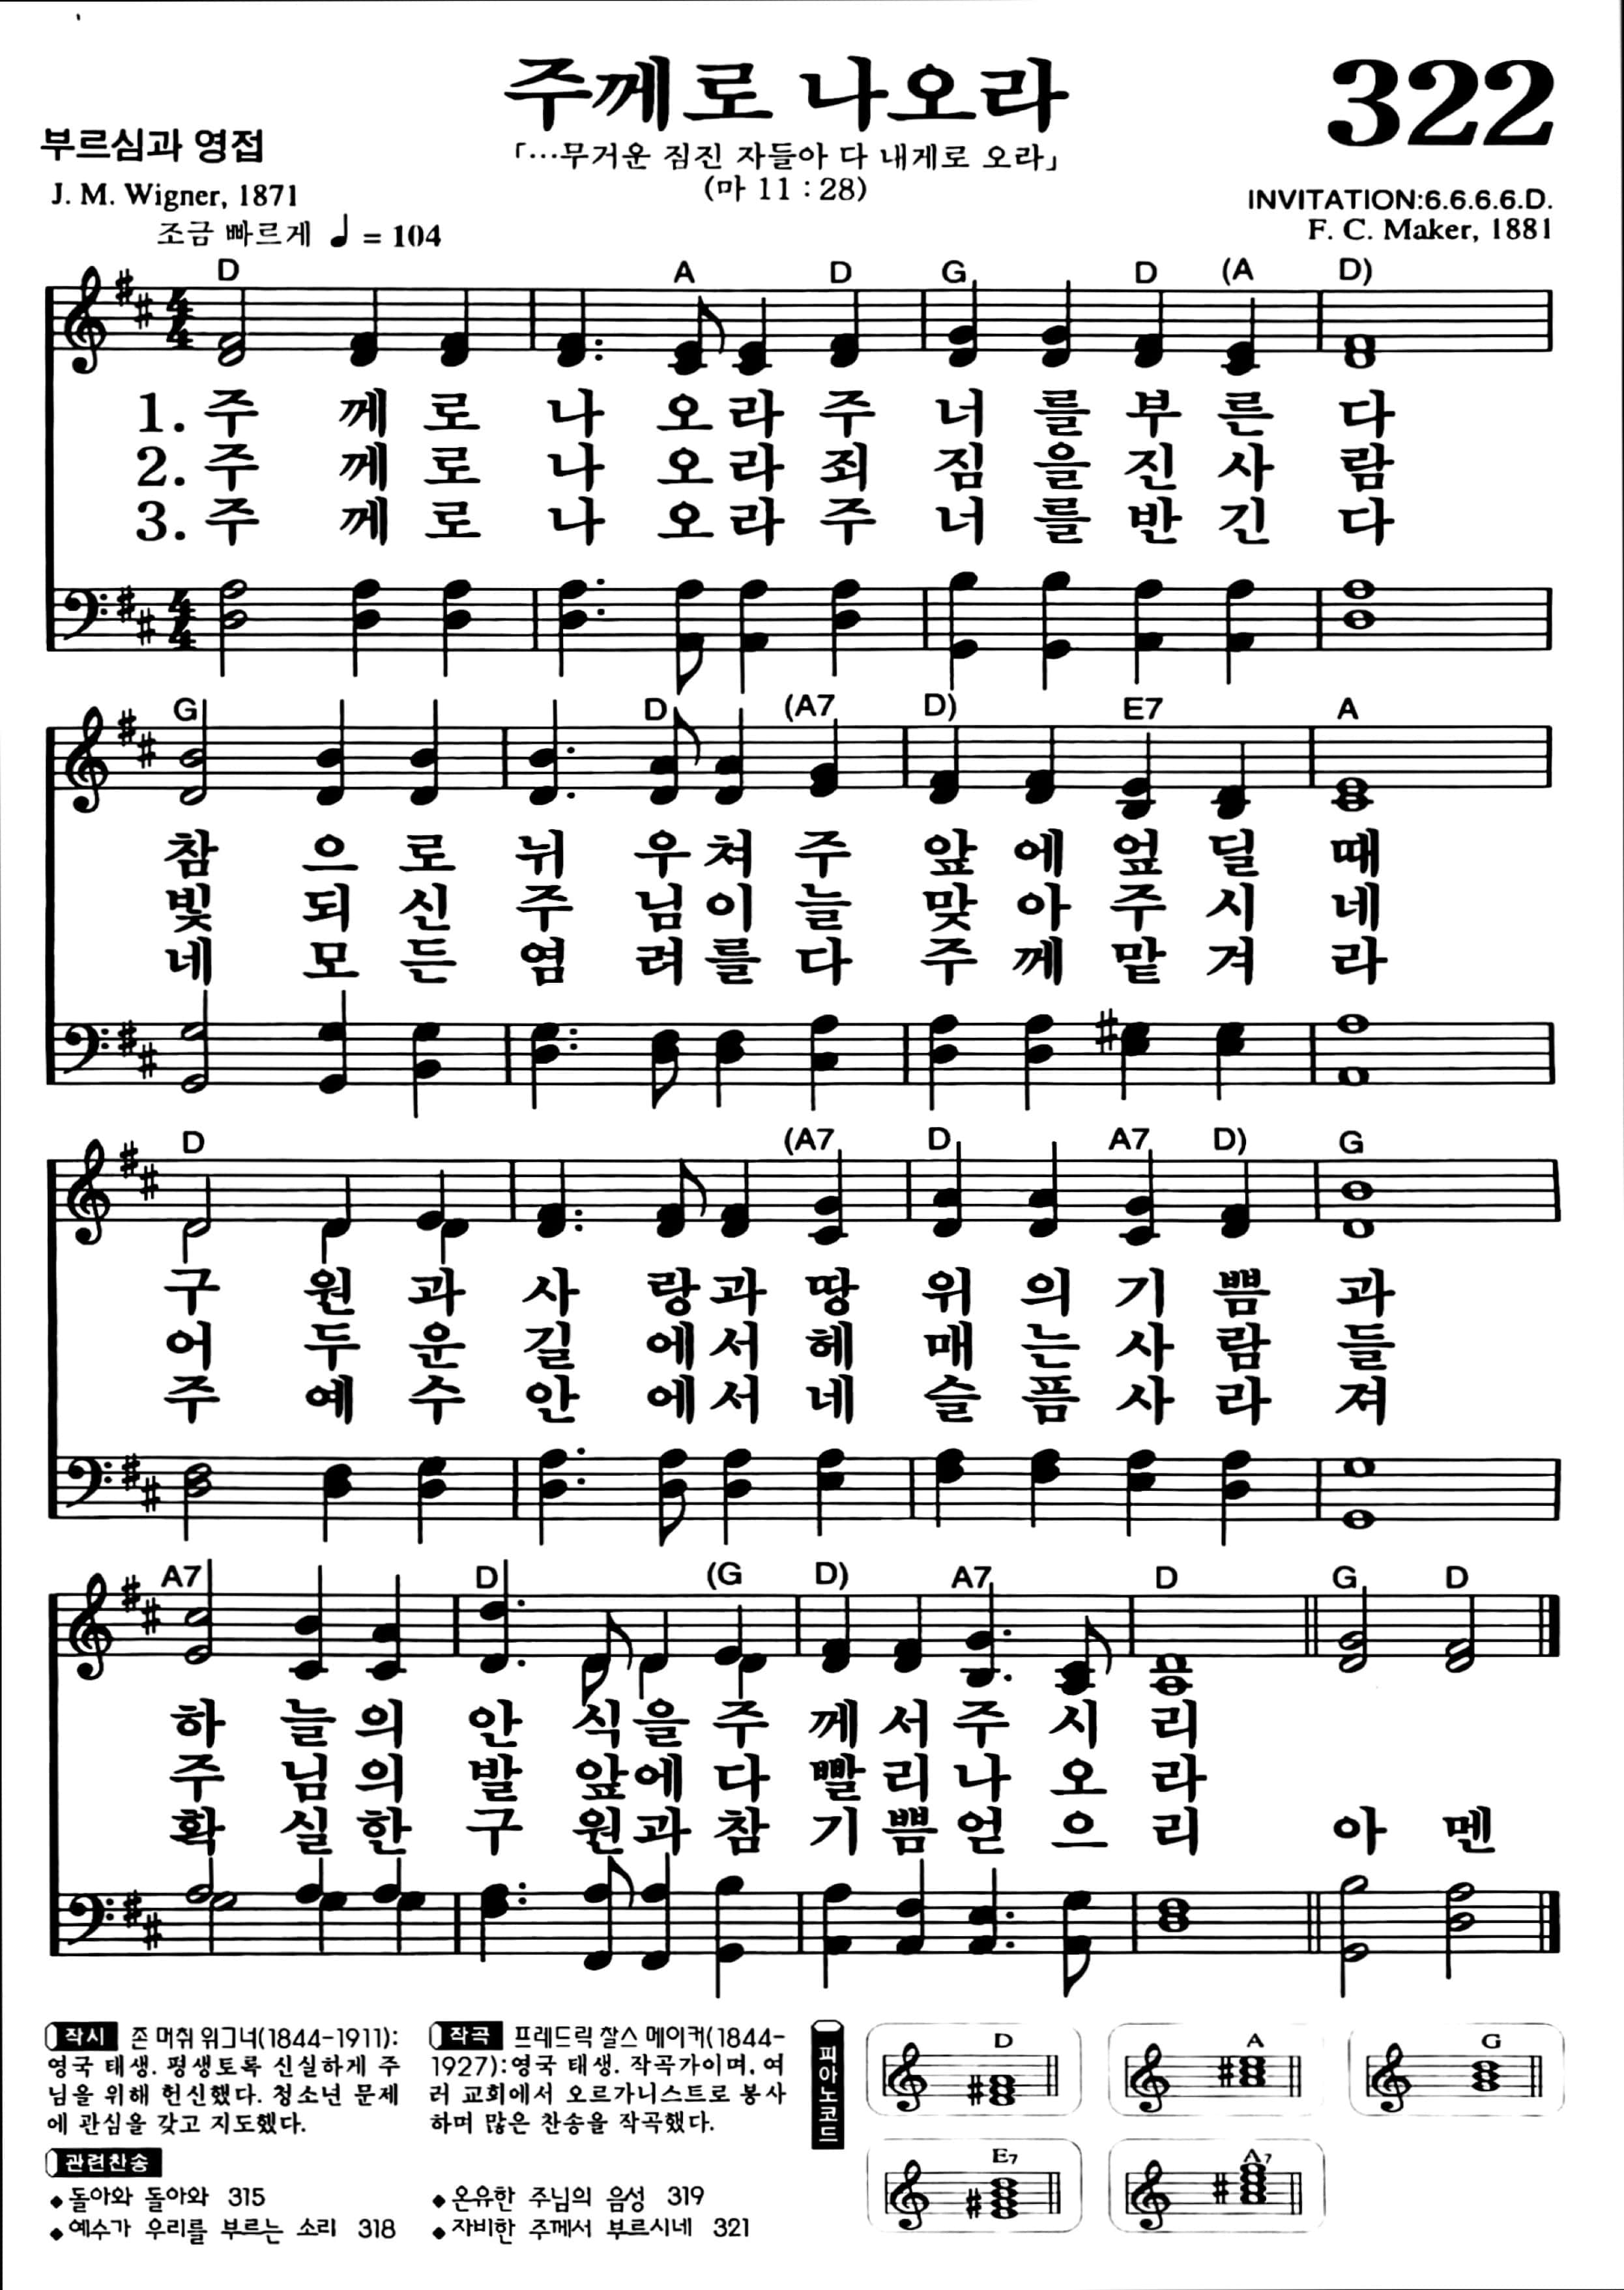 주께로 나오라
322
부르심과 영접
「…무거운 짐진 자들아 다 내게로 오라」
(마 11 : 28)
J. M. Wigner, 1871
INVITATION:6.6.6.6.D.
조금 빠르게 ♩ = 104
F. C. Maker, 1881
D A D G D (A D)
1. 주 께 로 나 오 라 주 너 를 부 른 다
2. 주 께 로 나 오 라 죄 짐 을 진 사 람
3. 주 께 로 나 오 라 주 너 를 반 긴 다
G D (A7 D) E7 A
참 으 로 뉘 우 쳐 주 앞 에 엎 딜 때
빛 되 신 주 님 이 늘 맞 아 주 시 네
네 모 든 염 려 를 다 주 께 맡 겨 라
D (A7 D A7 D) G
구 원 과 사 랑 과 땅 위 의 기 쁨 과
어 두 운 길 에 서 헤 매 는 사 람 들
주 예 수 안 에 서 네 슬 픔 사 라 져
A7 D (G D) A7 D G D
하 늘 의 안 식 을 주 께 서 주 시 리
주 님 의 발 앞 에 다 빨 리 나 오 라
확 실 한 구 원 과 참 기 쁨 얻 으 리 아 멘
작시 존 머취 위그너(1844-1911):
영국 태생. 평생토록 신실하게 주
님을 위해 헌신했다. 청소년 문제
에 관심을 갖고 지도했다.
작곡 프레드릭 찰스 메이커(1844-
1927):영국 태생. 작곡가이며, 여
러 교회에서 오르가니스트로 봉사
하며 많은 찬송을 작곡했다.
관련찬송
◆돌아와 돌아와 315
◆예수가 우리를 부르는 소리 318
◆온유한 주님의 음성 319
◆자비한 주께서 부르시네 321
피아노코드
D
A
G
E7
A7